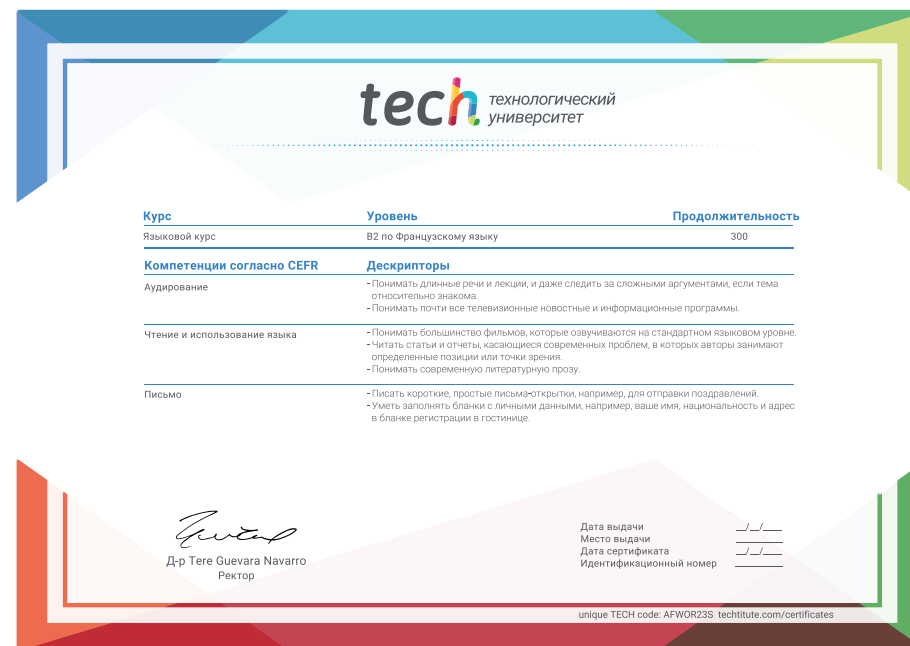 tech технологический
университет
Курс Уровень Продолжительность
Языковой курс B2 по Французскому языку 300
Компетенции согласно CEFR Дескрипторы
Аудирование
- Понимать длинные речи и лекции, и даже следить за сложными аргументами, если тема
относительно знакома.
- Понимать почти все телевизионные новостные и информационные программы.
Чтение и использование языка
- Понимать большинство фильмов, которые озвучиваются на стандартном языковом уровне.
- Читать статьи и отчеты, касающиеся современных проблем, в которых авторы занимают
определенные позиции или точки зрения.
- Понимать современную литературную прозу.
Письмо
- Писать короткие, простые письма-открытки, например, для отправки поздравлений.
- Уметь заполнять бланки с личными данными, например, ваше имя, национальность и адрес
в бланке регистрации в гостинице.
Д-р Tere Guevara Navarro
Ректор
Дата выдачи __/__/____
Место выдачи ________
Дата сертификата __/__/____
Идентификационный номер ________
unique TECH code: AFWOR23S techtitute.com/certificates